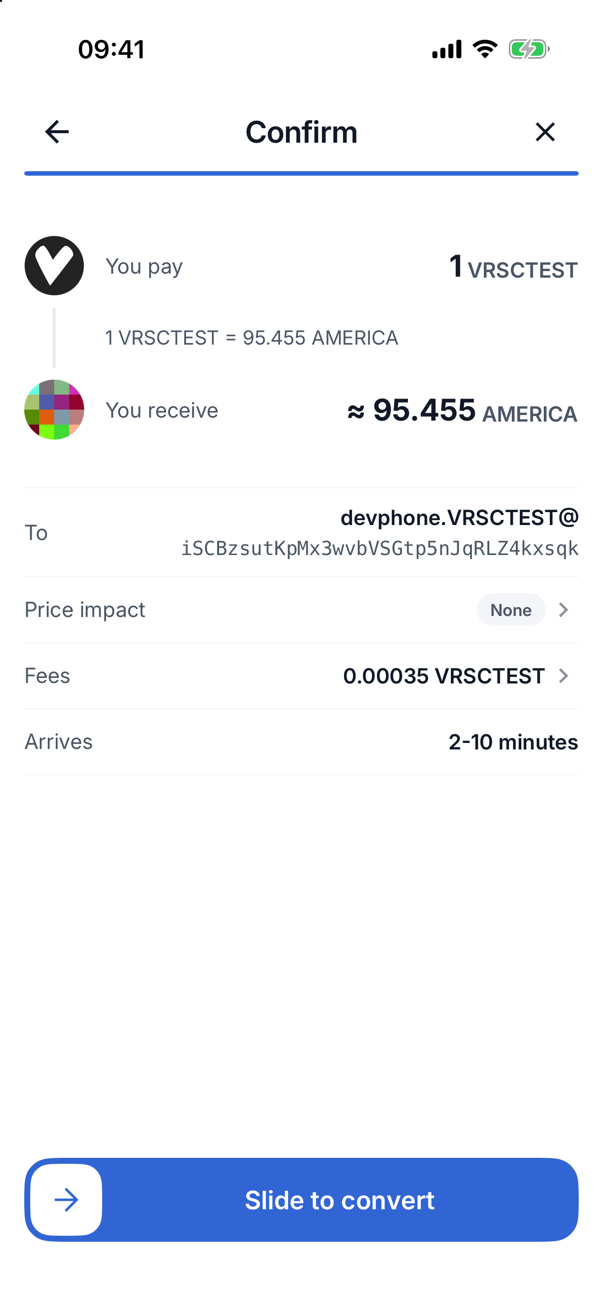 09:41
Confirm
You pay
1 VRSCTEST
1 VRSCTEST = 95.455 AMERICA
You receive
≈ 95.455 AMERICA
To
devphone.VRSCTEST@
iSCBzsutKpMx3wvbVSGtp5nJqRLZ4kxsqk
Price impact
None
Fees
0.00035 VRSCTEST
Arrives
2-10 minutes
Slide to convert